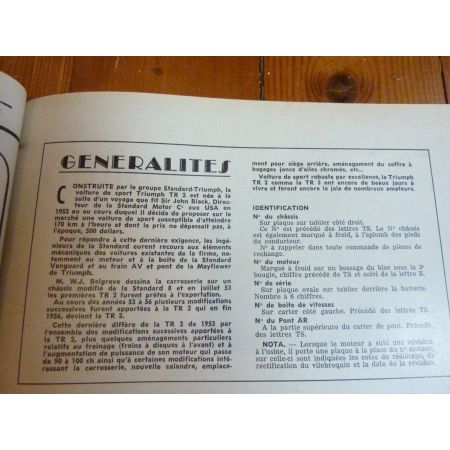 GENERALITES
CONSTRUITE par le groupe Standard-Triumph, la
voiture de sport Triumph TR 2 est née à la
suite d'un voyage que fit Sir John Black, Direc-
teur de la Standard Motor C° aux USA en
1952 et au cours duquel il décida de proposer sur le
marché une voiture de sport susceptible d'atteindre
170 km à l'heure et dont le prix ne dépassait pas, à
l'époque, 500 dollars.
Pour répondre à cette dernière exigence, les ingé-
nieurs de la Standard eurent recours aux éléments
mécaniques des voitures existantes de la firme, no-
tamment au moteur et à la boîte de la Standard
Vanguard et au train AV et pont de la Mayflower
de Triumph.
M. W.J. Belgrove dessina la carrosserie sur un
châssis modifié de la Standard 8 et en juillet 53
les premières TR 2 furent prêtes à l'exportation.
Au cours des années 53 à 56 plusieurs modifications
successives furent apportées à la TR 2 qui en fin
1956, devint la TR 3.
Cette dernière diffère de la TR 2 de 1953 par
l'ensemble des modifications successives apportées à
la TR 2, plus quelques aménagements particuliers
relatifs au freinage (freins à disques à l'avant) et à
l'augmentation de puissance de son moteur qui passe
de 90 à 100 ch ainsi qu'à certaines modifications inté-
ressant la carrosserie, nouvelle calandre, emplace-
ment pour siège arrière, aménagement du coffre à
bagages joncs d'ailes chromés, etc...
Voiture de sport robuste par excellence, la Triumph
TR 2 comme la TR 3 ont encore de beaux jours à
vivre et feront encore la joie de nombreux amateurs.
IDENTIFICATION
N° du châssis
Sur plaque sur tablier côté droit,
Ce N° est précédé des lettres TS. Le N° châssis
est également marqué à froid, à l'aplomb des pieds
du conducteur.
N° à rappeler dans toute commande de pièces de
rechange.
N° du moteur
Marqué à froid sur un bossage du bloc sous la 3e
bougie, chiffre précédé de TS et suivi de la lettre E.
N° de série
Sur plaque ovale sur tablier derrière la batterie.
Nombre à 6 chiffres.
N° de boîte de vitesses
Sur carter côté gauche. Précédé des lettres TS.
N° du Pont AR
A la partie supérieure du carter de pont. Précédé
des lettres TS.
NOTA. — Lorsque le moteur a subi une révision
à l'usine, il porte une plaque à la place du n° moteur,
sur celle-ci sont indiquées les cotes de réalésage, de
rectification du vilebrequin et la date de la révision.